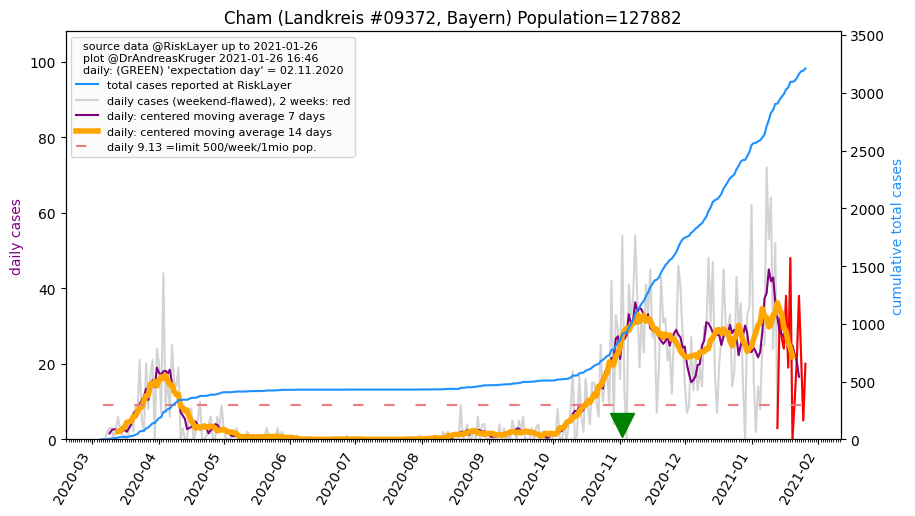 Cham (Landkreis #09372, Bayern) Population=127882
source data @RiskLayer up to 2021-01-26
plot @DrAndreasKruger 2021-01-26 16:46
daily: (GREEN) 'expectation day' = 02.11.2020
total cases reported at RiskLayer
daily cases (weekend-flawed), 2 weeks: red
daily: centered moving average 7 days
daily: centered moving average 14 days
daily 9.13 =limit 500/week/1mio pop.
daily cases
100
80
60
40
20
0
cumulative total cases
3500
3000
2500
2000
1500
1000
500
0
2020-03
2020-04
2020-05
2020-06
2020-07
2020-08
2020-09
2020-10
2020-11
2020-12
2021-01
2021-02